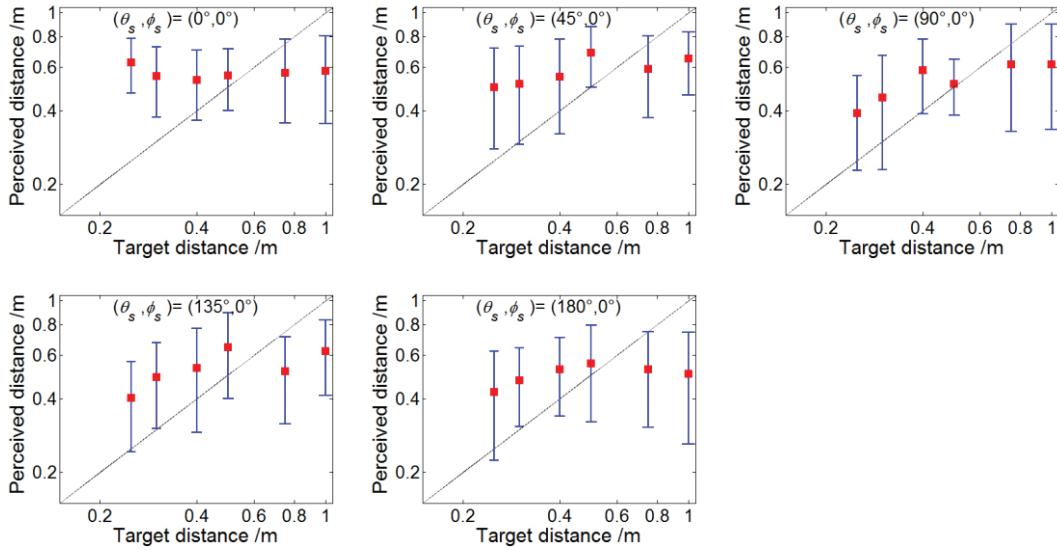 (θs ,ϕs )= (0°,0°)
Perceived distance /m
1
0.8
0.6
0.4
0.2
0.2 0.4 0.6 0.8 1
Target distance /m
(θs ,ϕs )= (45°,0°)
Perceived distance /m
1
0.8
0.6
0.4
0.2
0.2 0.4 0.6 0.8 1
Target distance /m
(θs ,ϕs )= (90°,0°)
Perceived distance /m
1
0.8
0.6
0.4
0.2
0.2 0.4 0.6 0.8 1
Target distance /m
(θs ,ϕs )= (135°,0°)
Perceived distance /m
1
0.8
0.6
0.4
0.2
0.2 0.4 0.6 0.8 1
Target distance /m
(θs ,ϕs )= (180°,0°)
Perceived distance /m
1
0.8
0.6
0.4
0.2
0.2 0.4 0.6 0.8 1
Target distance /m